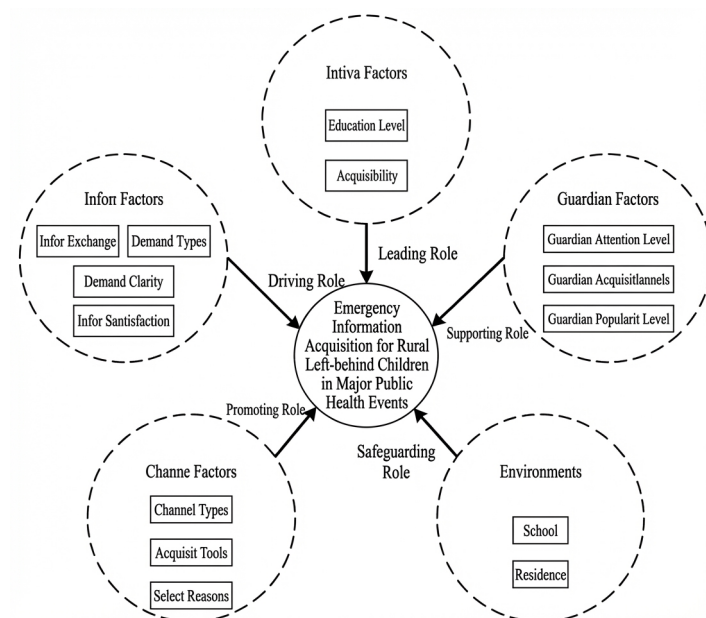 Intiva Factors
Education Level
Acquisibility
Leading Role
Inforπ Factors
Infor Exchange
Demand Types
Demand Clarity
Infor Santisfaction
Driving Role
Guardian Factors
Guardian Attention Level
Guardian Acquisitlannels
Guardian Popularit Level
Supporting Role
Emergency
Information
Acquisition for Rural
Left-behind Children
in Major Public
Health Events
Promoting Role
Channe Factors
Channel Types
Acquisit Tools
Select Reasons
Safeguarding
Role
Environments
School
Residence